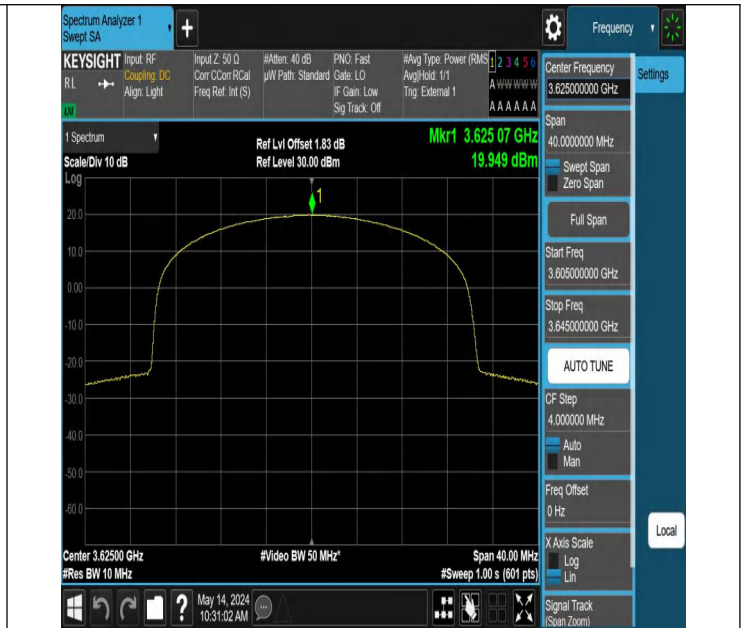 Spectrum Analyzer 1
Swept SA
+
Frequency
KEYSIGHT
RL
Input: RF
Coupling: DC
Align: Light
Input Z: 50 Ω
Corr CCorr RCal
Freq Ref: Int (S)
#Atten: 40 dB
µW Path: Standard
PNO: Fast
Gate: LO
IF Gain: Low
Sig Track: Off
#Avg Type: Power (RMS
Avg|Hold: 1/1
Trig: External 1
1 2 3 4 5 6
A W W W W W
A A A A A A
1 Spectrum
Scale/Div 10 dB
Log
Ref Lvl Offset 1.83 dB
Ref Level 30.00 dBm
Mkr1 3.625 07 GHz
19.949 dBm
1
20.0
10.0
0.00
-10.0
-20.0
-30.0
-40.0
-50.0
-60.0
Center 3.62500 GHz
#Res BW 10 MHz
#Video BW 50 MHz*
Span 40.00 MHz
#Sweep 1.00 s (601 pts)
?
May 14, 2024
10:31:02 AM
Center Frequency
3.625000000 GHz
Settings
Span
40.0000000 MHz
Swept Span
Zero Span
Full Span
Start Freq
3.605000000 GHz
Stop Freq
3.645000000 GHz
AUTO TUNE
CF Step
4.000000 MHz
Auto
Man
Freq Offset
0 Hz
X Axis Scale
Log
Lin
Local
Signal Track
(Span Zoom)